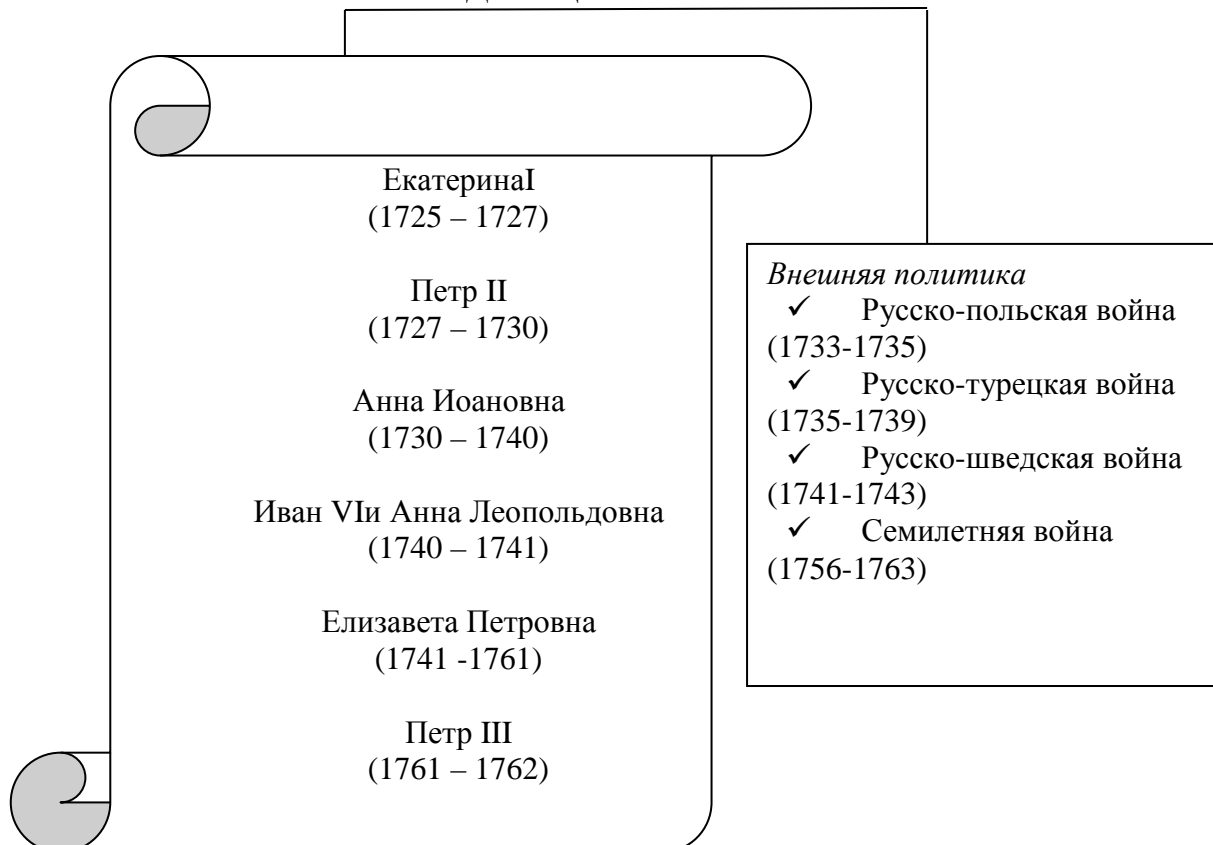 ЕкатеринаI
(1725 – 1727)
Петр II
(1727 – 1730)
Анна Иоановна
(1730 – 1740)
Иван VIи Анна Леопольдовна
(1740 – 1741)
Елизавета Петровна
(1741 -1761)
Петр III
(1761 – 1762)
Внешняя политика
✓ Русско-польская война
(1733-1735)
✓ Русско-турецкая война
(1735-1739)
✓ Русско-шведская война
(1741-1743)
✓ Семилетняя война
(1756-1763)